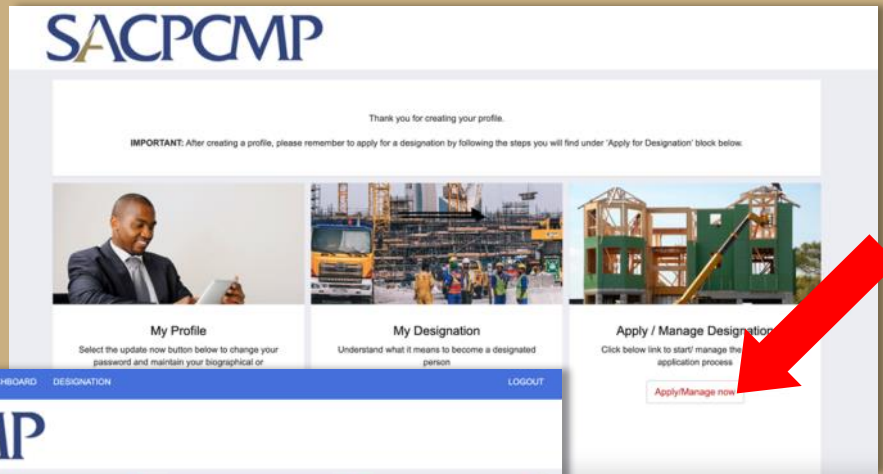 SACPCMP
Thank you for creating your profile.
IMPORTANT: After creating a profile, please remember to apply for a designation by following the steps you will find under 'Apply for Designation' block below.
My Profile
Select the update now button below to change your
password and maintain your biographical or
My Designation
Understand what it means to become a designated
person
Apply / Manage Designation
Click below link to start/ manage the
application process
Apply/Manage now
DESIGNATION
LOGOUT